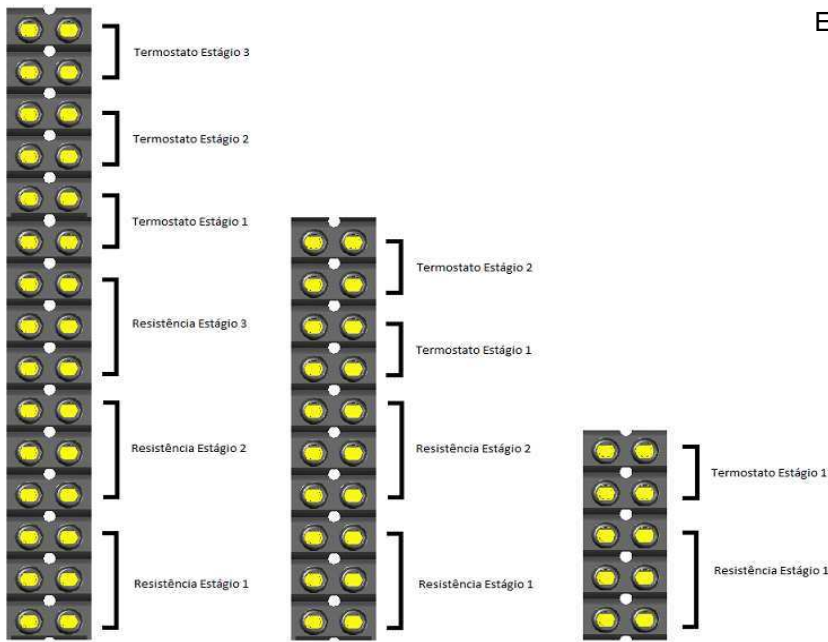 E
Termostato Estágio 3
Termostato Estágio 2
Termostato Estágio 1
Resistência Estágio 3
Resistência Estágio 2
Resistência Estágio 1
Termostato Estágio 2
Termostato Estágio 1
Resistência Estágio 2
Resistência Estágio 1
Termostato Estágio 1
Resistência Estágio 1